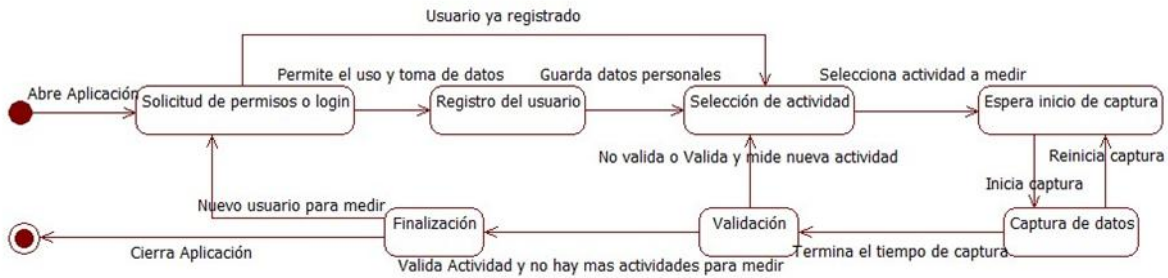 Usuario ya registrado
Permite el uso y toma de datos
Guarda datos personales
Selecciona actividad a medir
Abre Aplicación
Solicitud de permisos o login
Registro del usuario
Selección de actividad
Espera inicio de captura
No valida o Valida y mide nueva actividad
Reinicia captura
Inicia captura
Nuevo usuario para medir
Finalización
Validación
Captura de datos
Cierra Aplicación
Termina el tiempo de captura
Valida Actividad y no hay mas actividades para medir